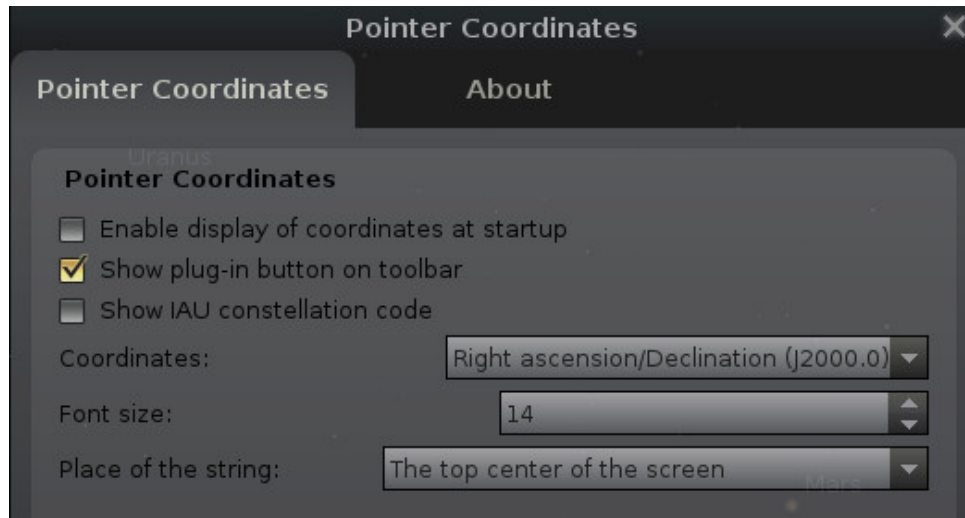 Pointer Coordinates
Pointer Coordinates About
Uranus
Pointer Coordinates
Enable display of coordinates at startup
Show plug-in button on toolbar
Show IAU constellation code
Coordinates: Right ascension/Declination (J2000.0)
Font size: 14
Place of the string: The top center of the screen
Mars